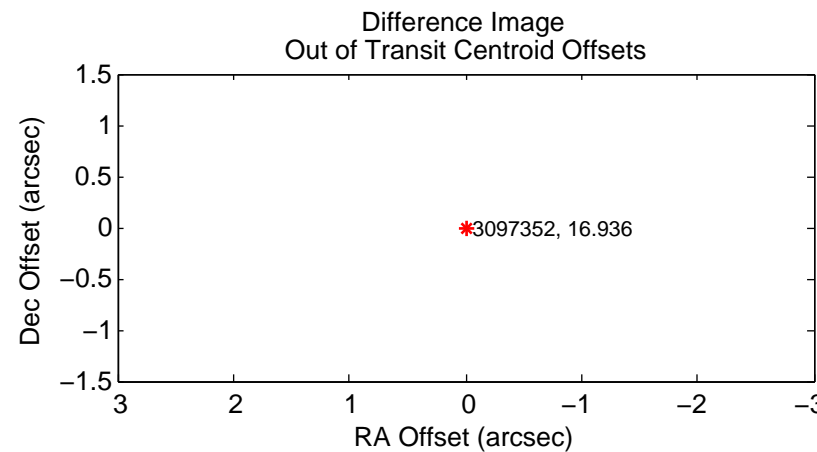 Difference Image
Out of Transit Centroid Offsets
1.5
1
0.5
0
−0.5
−1
−1.5
Dec Offset (arcsec)
3097352, 16.936
3 2 1 0 −1 −2 −3
RA Offset (arcsec)